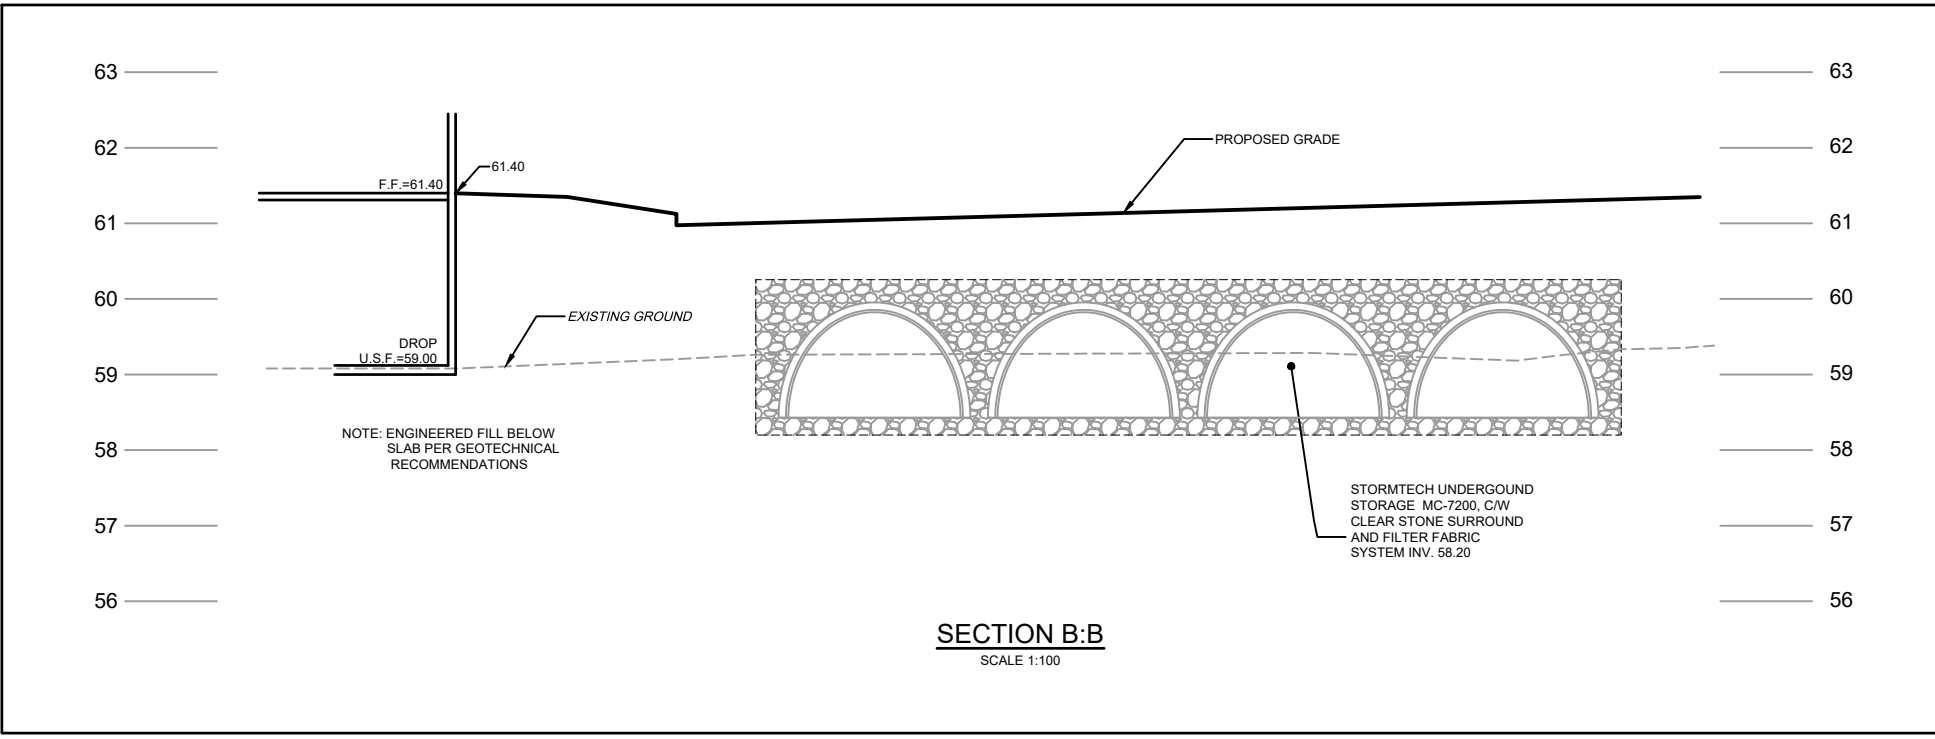 63
62
61
60
59
58
57
56
63
62
61
60
59
58
57
56
F.F.=61.40
61.40
PROPOSED GRADE
EXISTING GROUND
DROP
U.S.F.=59.00
NOTE: ENGINEERED FILL BELOW
SLAB PER GEOTECHNICAL
RECOMMENDATIONS
STORMTECH UNDERGOUND
STORAGE MC-7200, C/W
CLEAR STONE SURROUND
AND FILTER FABRIC
SYSTEM INV. 58.20
SECTION B:B
SCALE 1:100